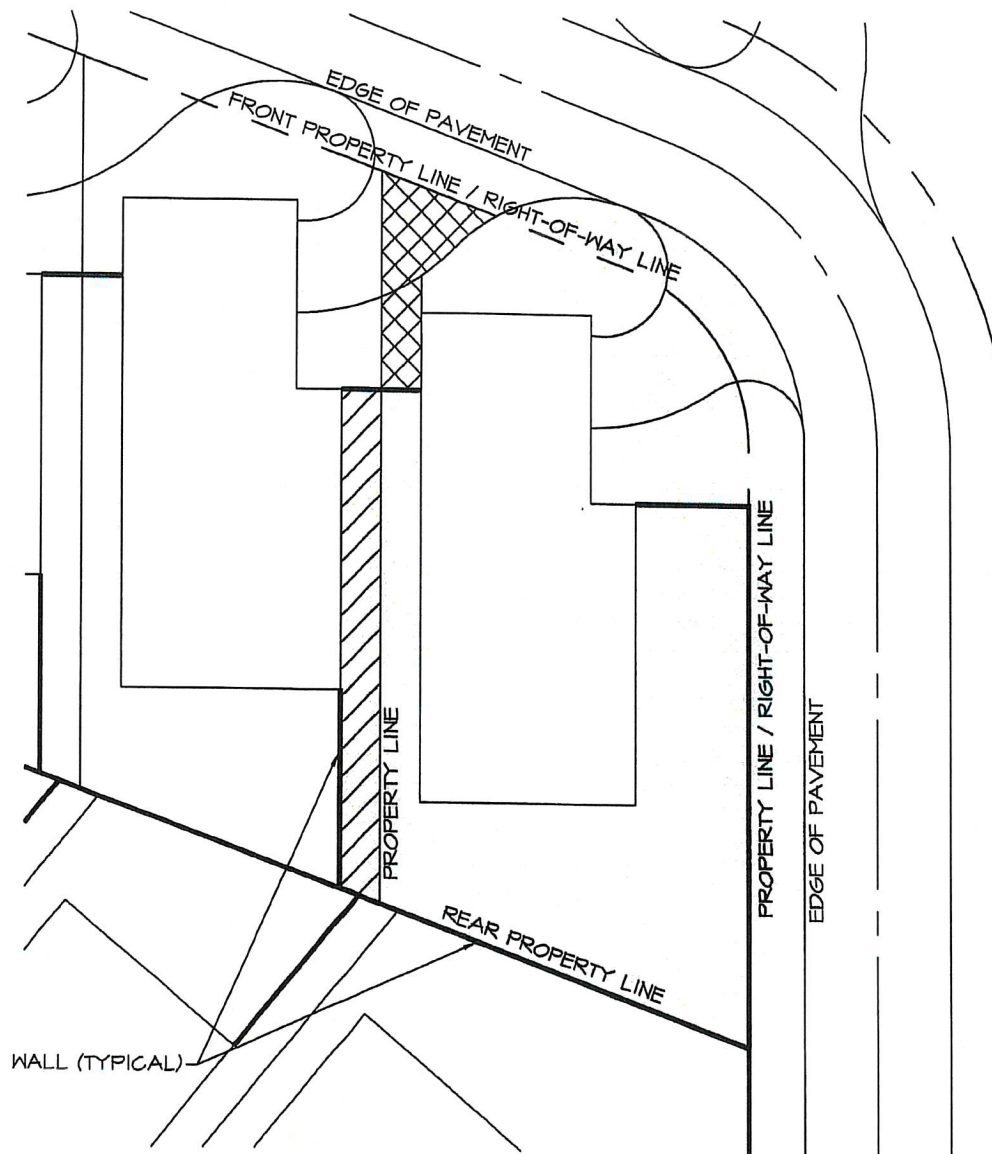 EDGE OF PAVEMENT
FRONT PROPERTY LINE / RIGHT-OF-WAY LINE
PROPERTY LINE / RIGHT-OF-WAY LINE
PROPERTY LINE
EDGE OF PAVEMENT
REAR PROPERTY LINE
WALL (TYPICAL)